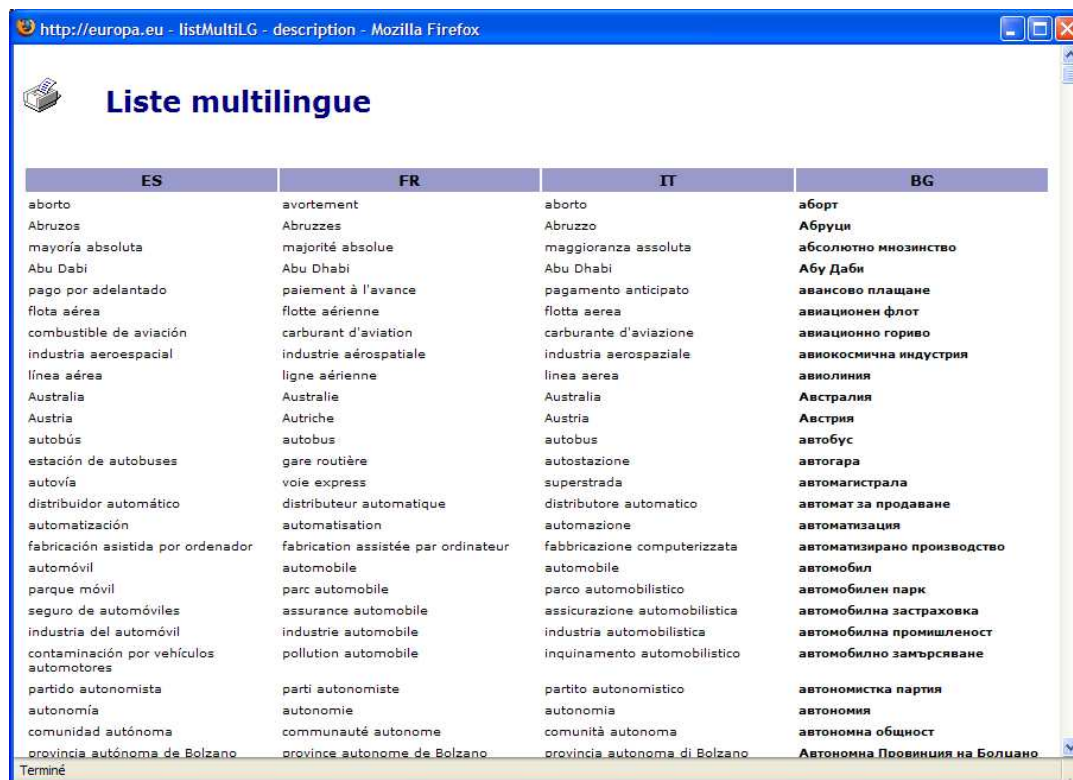 http://europa.eu - listMultiLG - description - Mozilla Firefox
Liste multilingue
ES FR IT BG
aborto avortement aborto аборт
Abruzos Abruzzes Abruzzo Абруци
mayoría absoluta majorité absolue maggioranza assoluta абсолютно мнозинство
Abu Dabi Abu Dhabi Abu Dhabi Абу Даби
pago por adelantado paiement à l'avance pagamento anticipato авансово плащане
flota aérea flotte aérienne flotta aerea авиационен флот
combustible de aviación carburant d'aviation carburante d'aviazione авиационно гориво
industria aeroespacial industrie aérospatiale industria aerospaziale авиокосмична индустрия
línea aérea ligne aérienne linea aerea авиолиния
Australia Australie Australia Австралия
Austria Autriche Austria Австрия
autobús autobus autobus автобус
estación de autobuses gare routière autostazione автогара
autovía voie express superstrada автомагистрала
distribuidor automático distributeur automatique distributore automatico автомат за продаване
automatización automatisation automazione автоматизация
fabricación asistida por ordenador fabrication assistée par ordinateur fabbricazione computerizzata автоматизирано производство
automóvil automobile automobile автомобил
parque móvil parc automobile parco automobilistico автомобилен парк
seguro de automóviles assurance automobile assicurazione automobilistica автомобилна застраховка
industria del automóvil industrie automobile industria automobilistica автомобилна промишленост
contaminación por vehículos pollution automobile inquinamento automobilistico автомобилно замърсяване
automotores
partido autonomista parti autonomiste partito autonomistico автономистка партия
autonomía autonomie autonomia автономия
comunidad autónoma communauté autonome comunità autonoma автономна общност
provincia autónoma de Bolzano province autonome de Bolzano provincia autonoma di Bolzano Автономна Провинция на Болцано
Terminé